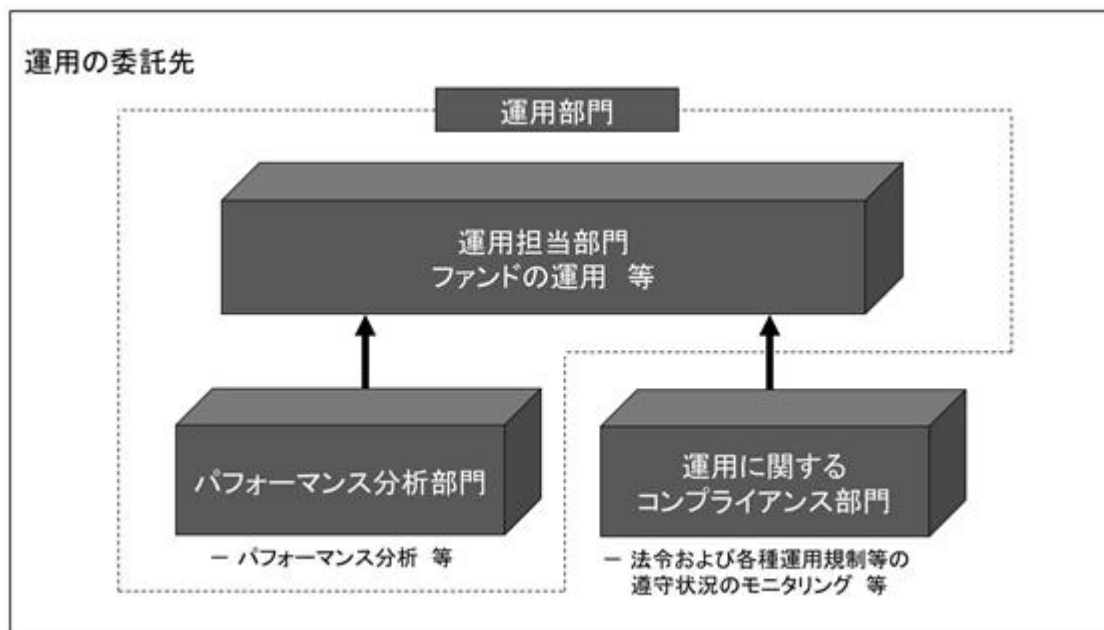 運用の委託先
運用部門
運用担当部門
ファンドの運用　等
パフォーマンス分析部門
－ パフォーマンス分析　等
運用に関する
コンプライアンス部門
－ 法令および各種運用規制等の
遵守状況のモニタリング　等